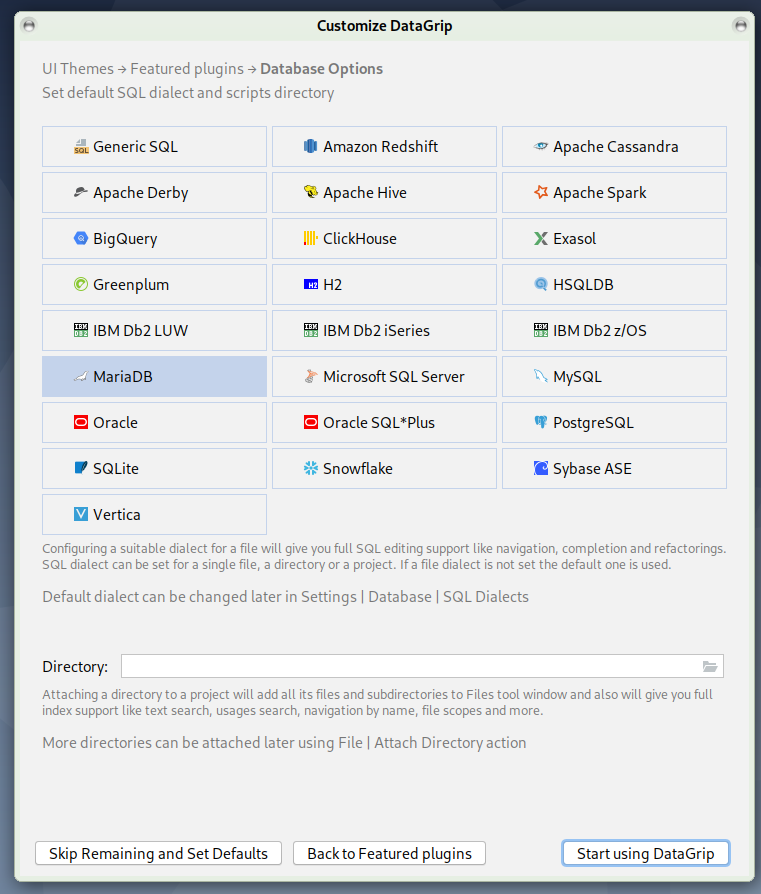 Customize DataGrip
UI Themes → Featured plugins → Database Options
Set default SQL dialect and scripts directory
SQL Generic SQL
Amazon Redshift
Apache Cassandra
Apache Derby
Apache Hive
Apache Spark
BigQuery
ClickHouse
Exasol
Greenplum
H2 H2
HSQLDB
IBM DB2 IBM Db2 LUW
IBM DB2 IBM Db2 iSeries
IBM DB2 IBM Db2 z/OS
MariaDB
Microsoft SQL Server
MySQL
Oracle
Oracle SQL*Plus
PostgreSQL
SQLite
Snowflake
Sybase ASE
Vertica
Configuring a suitable dialect for a file will give you full SQL editing support like navigation, completion and refactorings.
SQL dialect can be set for a single file, a directory or a project. If a file dialect is not set the default one is used.
Default dialect can be changed later in Settings | Database | SQL Dialects
Directory:
Attaching a directory to a project will add all its files and subdirectories to Files tool window and also will give you full
index support like text search, usages search, navigation by name, file scopes and more.
More directories can be attached later using File | Attach Directory action
Skip Remaining and Set Defaults
Back to Featured plugins
Start using DataGrip